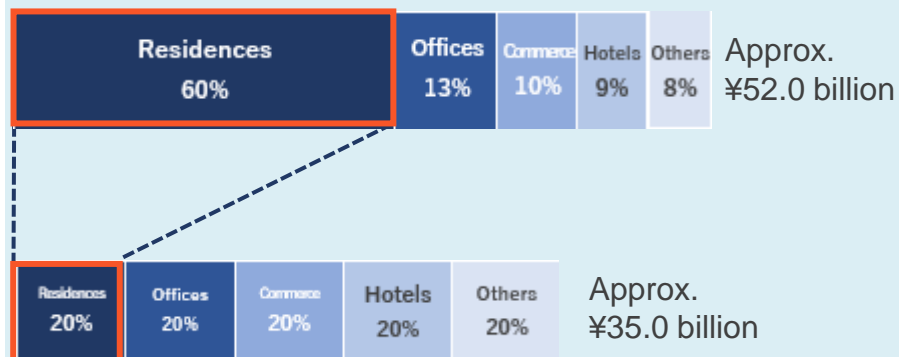 Residences
60%
Offices
13%
Commerce
10%
Hotels
9%
Others
8%
Approx.
¥52.0 billion
Residences
20%
Offices
20%
Commerce
20%
Hotels
20%
Others
20%
Approx.
¥35.0 billion